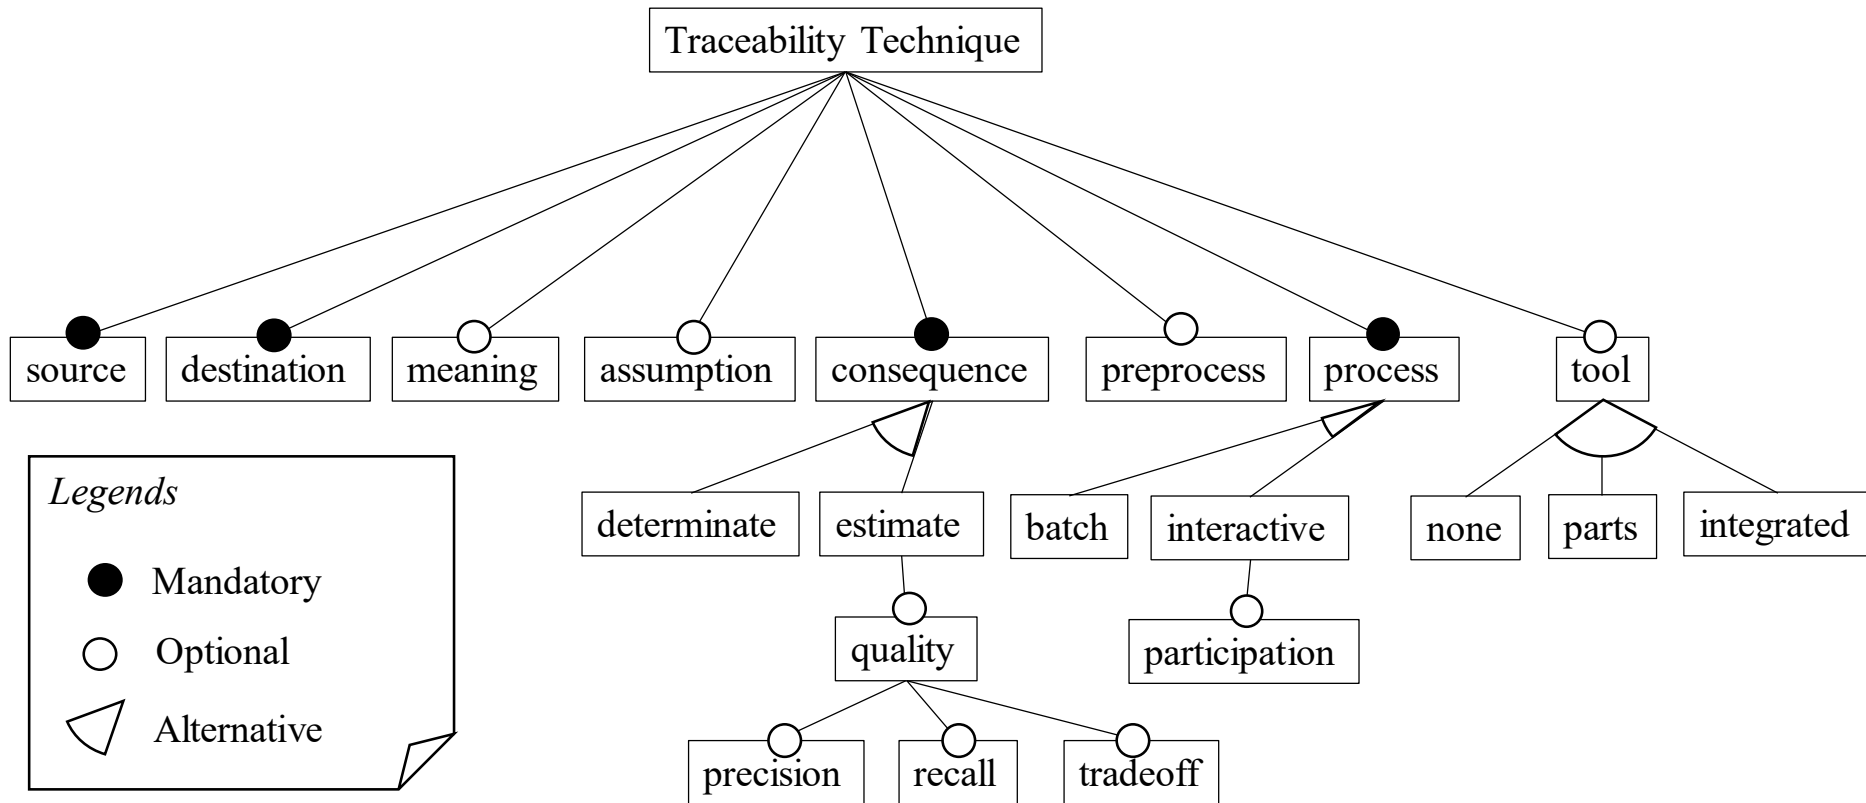 Traceability Technique
source
destination
meaning
assumption
consequence
preprocess
process
tool
Legends
Mandatory
Optional
Alternative
determinate
estimate
batch
interactive
none
parts
integrated
quality
participation
precision
recall
tradeoff